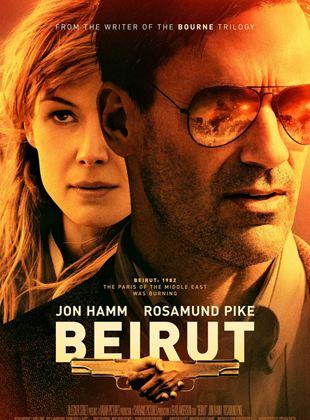 FROM THE WRITER OF THE BOURNE TRILOGY
BEIRUT: 1982
THE PARIS OF THE MIDDLE EAST
WAS BURNING
JON HAMM ROSAMUND PIKE
BEIRUT